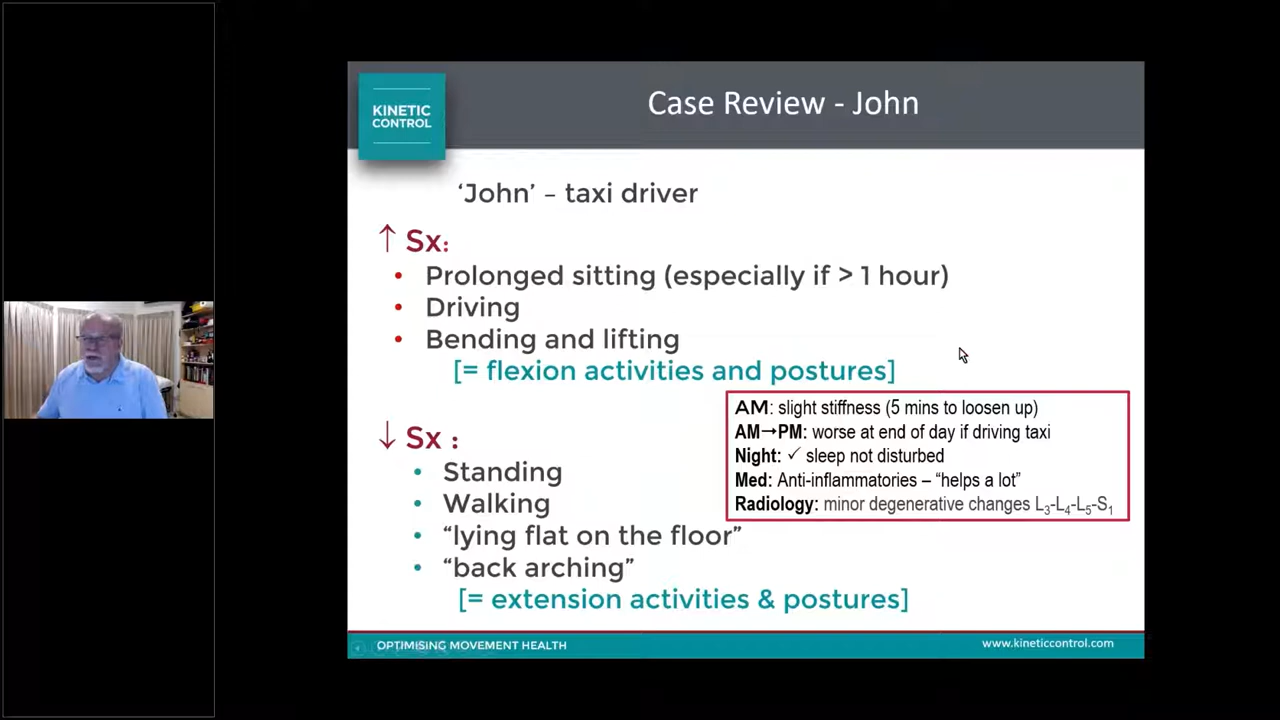 KINETIC
CONTROL
Case Review - John
‘John’ – taxi driver
↑ Sx:
• Prolonged sitting (especially if > 1 hour)
• Driving
• Bending and lifting
[= flexion activities and postures]
AM: slight stiffness (5 mins to loosen up)
AM→PM: worse at end of day if driving taxi
Night: ✓ sleep not disturbed
Med: Anti-inflammatories – “helps a lot”
Radiology: minor degenerative changes L3-L4-L5-S1
↓ Sx :
• Standing
• Walking
• “lying flat on the floor”
• “back arching”
[= extension activities & postures]
OPTIMISING MOVEMENT HEALTH
www.kineticcontrol.com